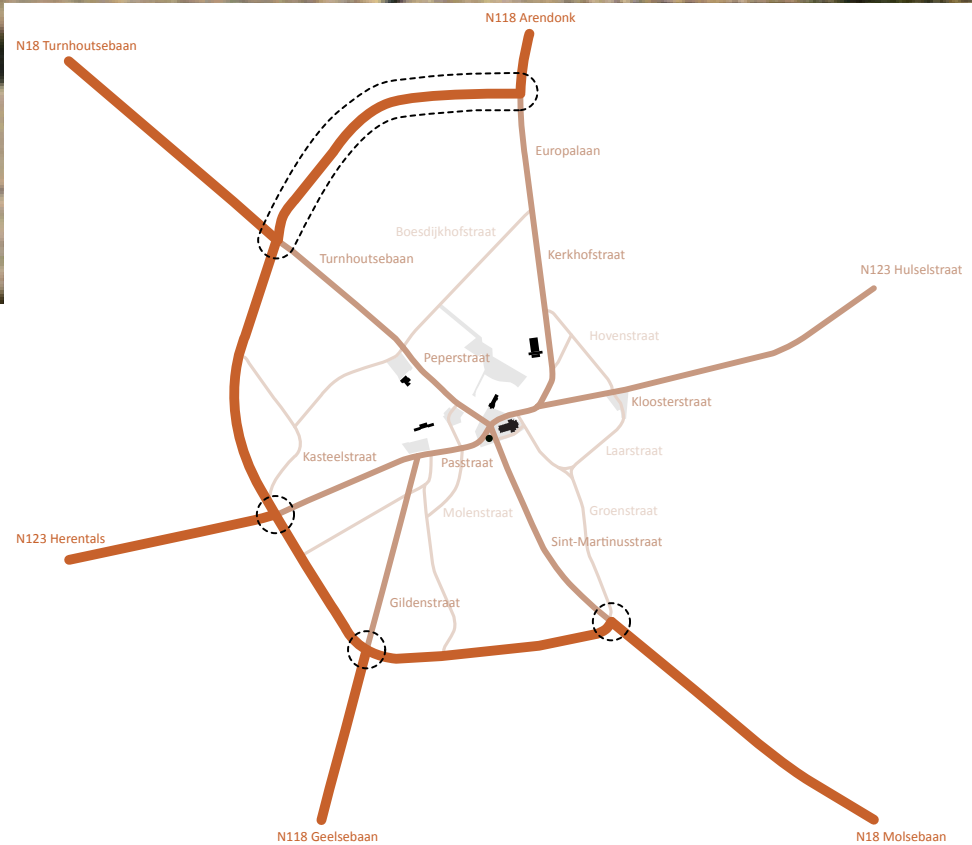 N118 Arendonk
N18 Turnhoutsebaan
Europalaan
Boesdijkhofstraat
Turnhoutsebaan
Kerkhofstraat
N123 Hulselstraat
Hovenstraat
Peperstraat
Kloosterstraat
Kasteelstraat
Passtraat
Laarstraat
Molenstraat
Groenstraat
N123 Herentals
Sint-Martinusstraat
Gildenstraat
N118 Geelsebaan
N18 Molsebaan